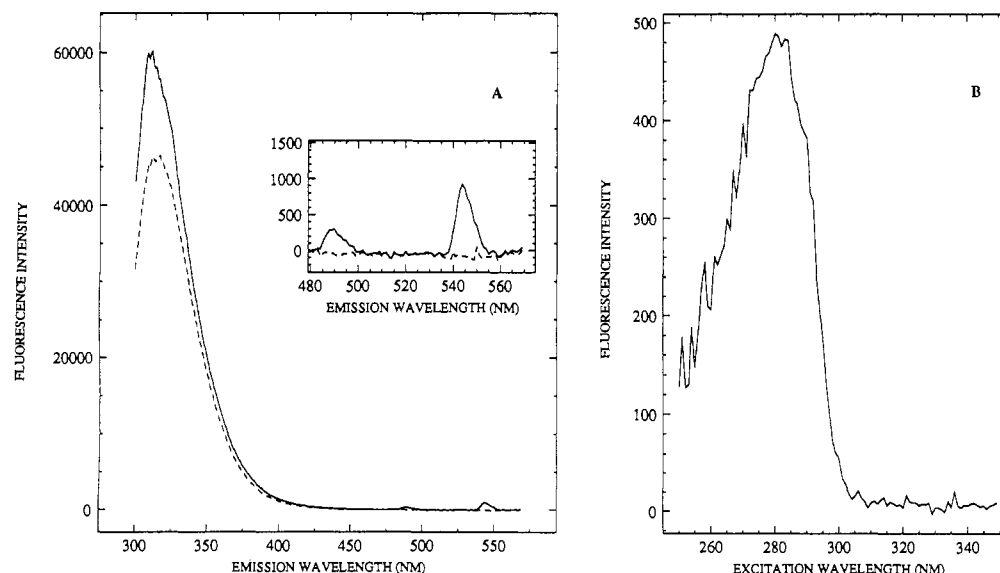 60000
40000
20000
0
FLUORESCENCE INTENSITY
A
1500
1000
500
0
480 500 520 540 560
EMISSION WAVELENGTH (NM)
300 350 400 450 500 550
EMISSION WAVELENGTH (NM)
500
400
300
200
100
0
FLUORESCENCE INTENSITY
B
260 280 300 320 340
EXCITATION WAVELENGTH (NM)